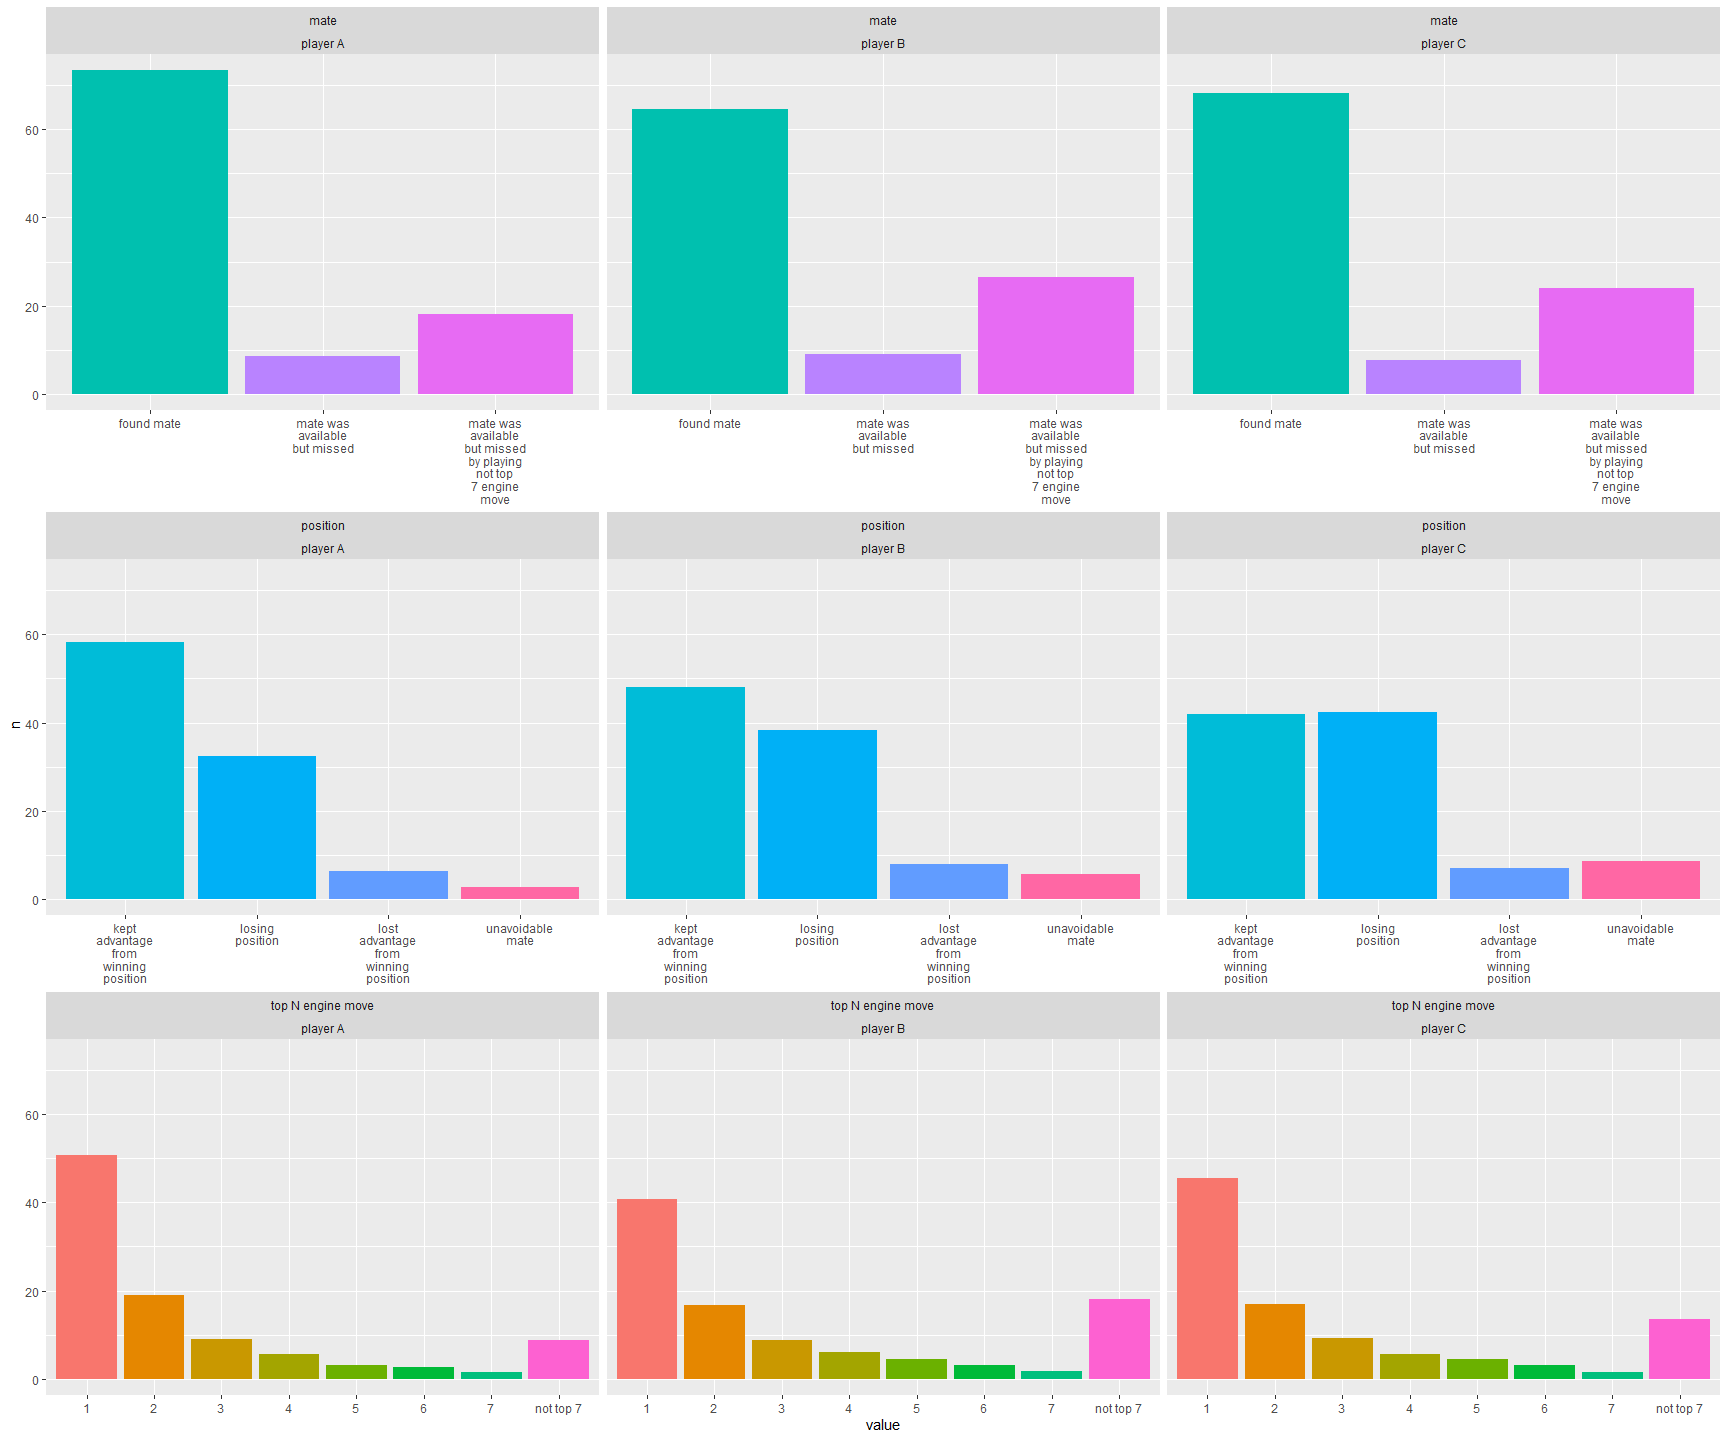 mate
player A
mate
player B
mate
player C
60
40
20
0
found mate
mate was
available
but missed
mate was
available
but missed
by playing
not top
7 engine
move
found mate
mate was
available
but missed
mate was
available
but missed
by playing
not top
7 engine
move
found mate
mate was
available
but missed
mate was
available
but missed
by playing
not top
7 engine
move
position
player A
position
player B
position
player C
n
60
40
20
0
kept
advantage
from
winning
position
losing
position
lost
advantage
from
winning
position
unavoidable
mate
kept
advantage
from
winning
position
losing
position
lost
advantage
from
winning
position
unavoidable
mate
kept
advantage
from
winning
position
losing
position
lost
advantage
from
winning
position
unavoidable
mate
top N engine move
player A
top N engine move
player B
top N engine move
player C
60
40
20
0
1 2 3 4 5 6 7 not top 7
1 2 3 4 5 6 7 not top 7
1 2 3 4 5 6 7 not top 7
value